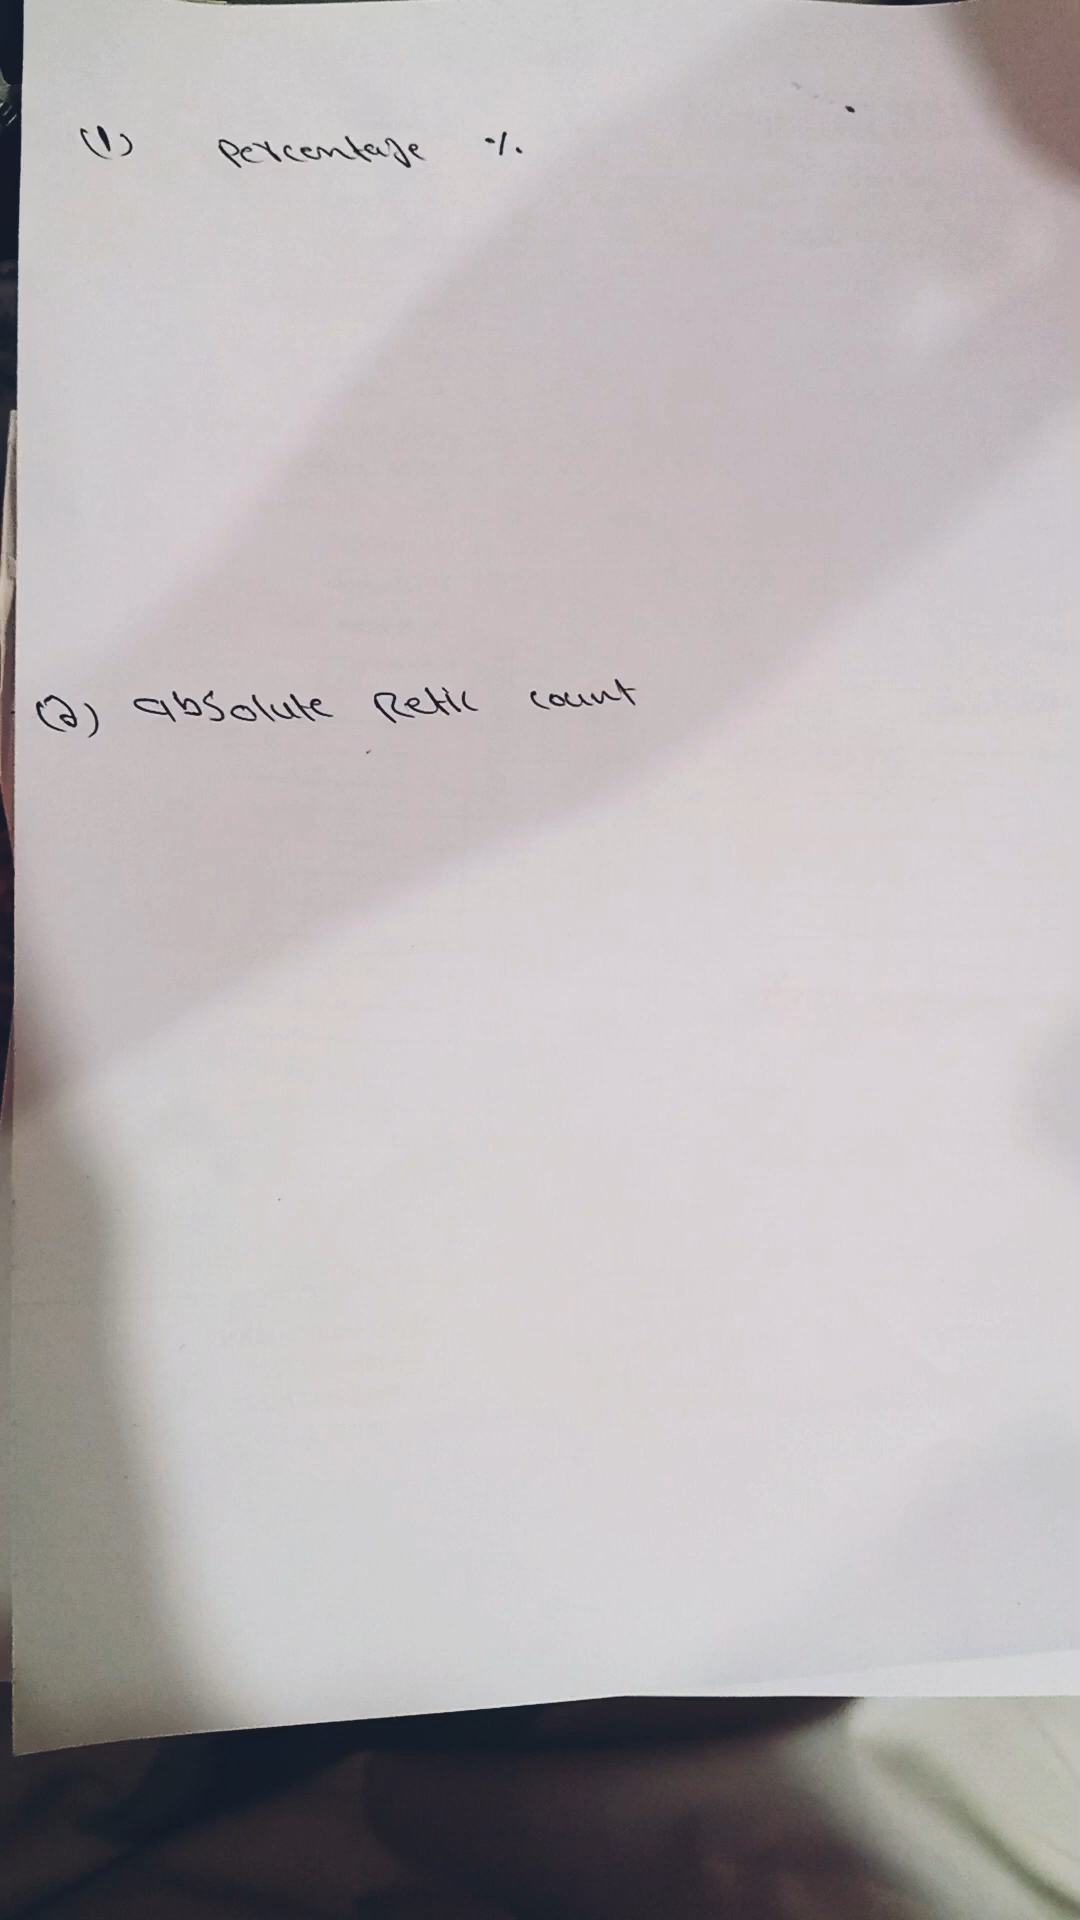 (1) percentage %.
(2) absolute Retic count